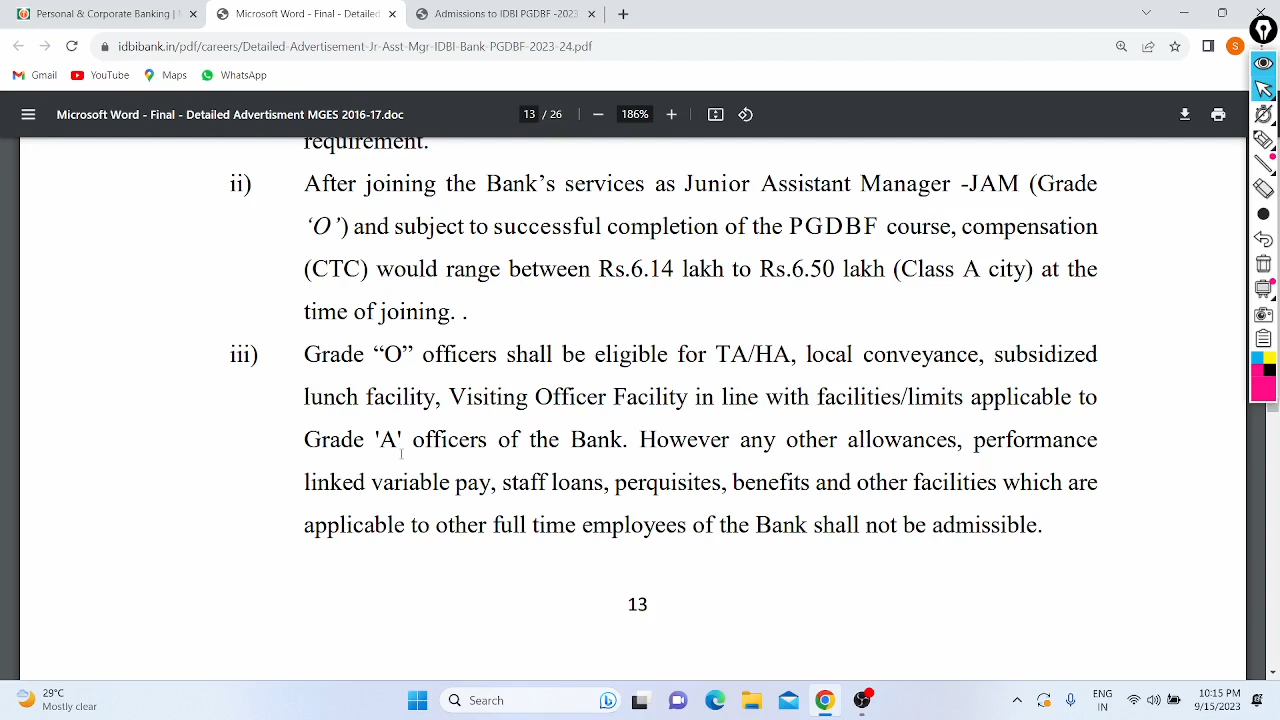 Personal & Corporate Banking |
Microsoft Word - Final - Detailed
Admissions to IDBI PGDBF -2023
idbibank.in/pdf/careers/Detailed-Advertisement-Jr-Asst-Mgr-IDBI-Bank-PGDBF-2023-24.pdf
S
Gmail
YouTube
Maps
WhatsApp
Microsoft Word - Final - Detailed Advertisment MGES 2016-17.doc
13 / 26
186%
requirement.
ii) After joining the Bank's services as Junior Assistant Manager -JAM (Grade
‘O’) and subject to successful completion of the PGDBF course, compensation
(CTC) would range between Rs.6.14 lakh to Rs.6.50 lakh (Class A city) at the
time of joining. .
iii) Grade “O” officers shall be eligible for TA/HA, local conveyance, subsidized
lunch facility, Visiting Officer Facility in line with facilities/limits applicable to
Grade 'A' officers of the Bank. However any other allowances, performance
linked variable pay, staff loans, perquisites, benefits and other facilities which are
applicable to other full time employees of the Bank shall not be admissible.
13
29°C
Mostly clear
Search
ENG
IN
10:15 PM
9/15/2023